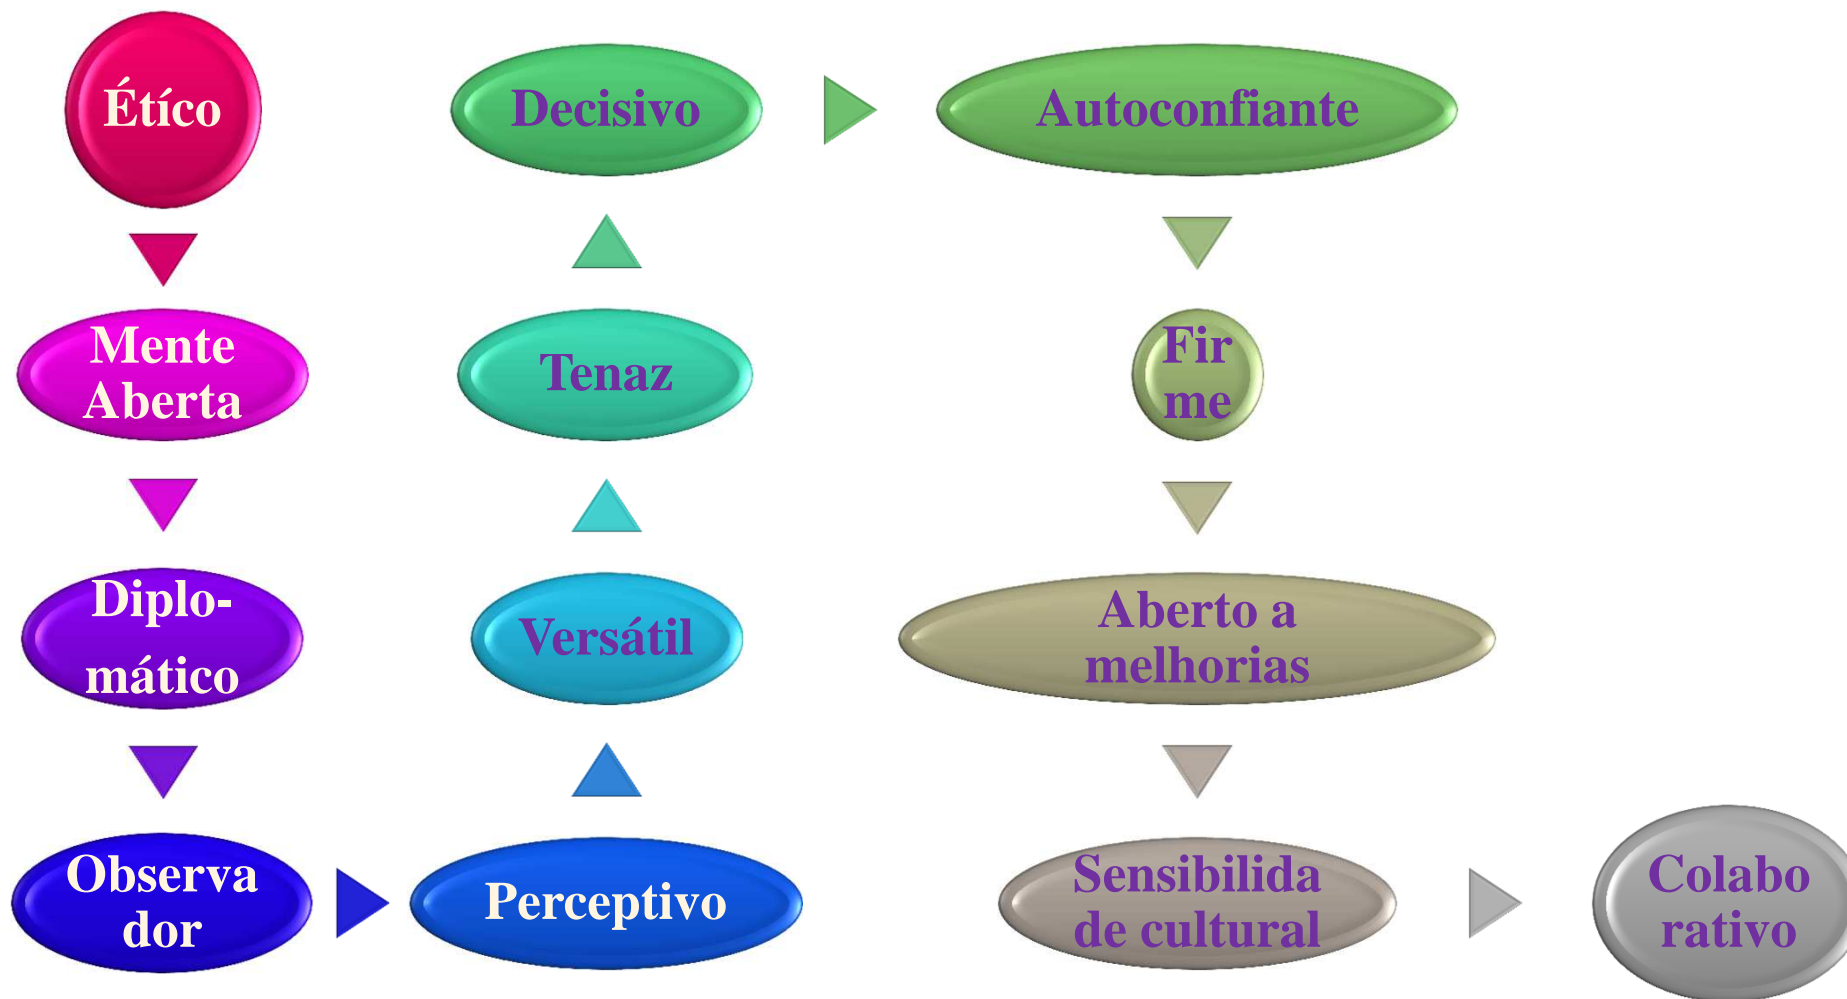 Étíco
Mente
Aberta
Diplo-
mático
Observa
dor
Perceptivo
Versátil
Tenaz
Decisivo
Autoconfiante
Fir
me
Aberto a
melhorias
Sensibilida
de cultural
Colabo
rativo